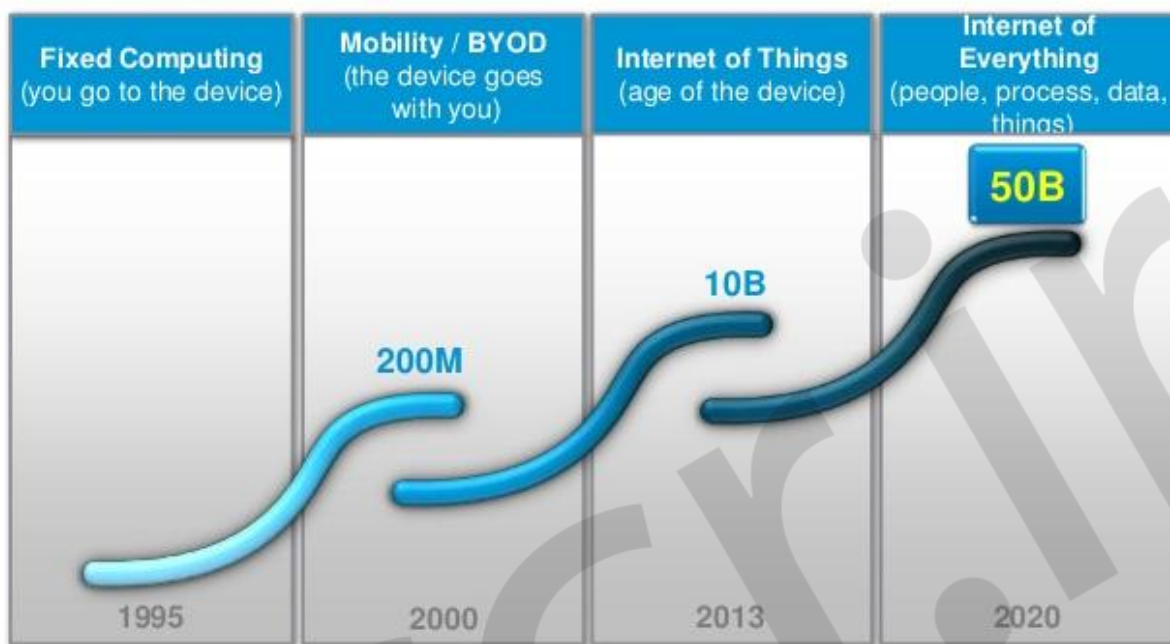 Fixed Computing
(you go to the device)
Mobility / BYOD
(the device goes
with you)
Internet of Things
(age of the device)
Internet of
Everything
(people, process, data,
things)
50B
10B
200M
1995
2000
2013
2020